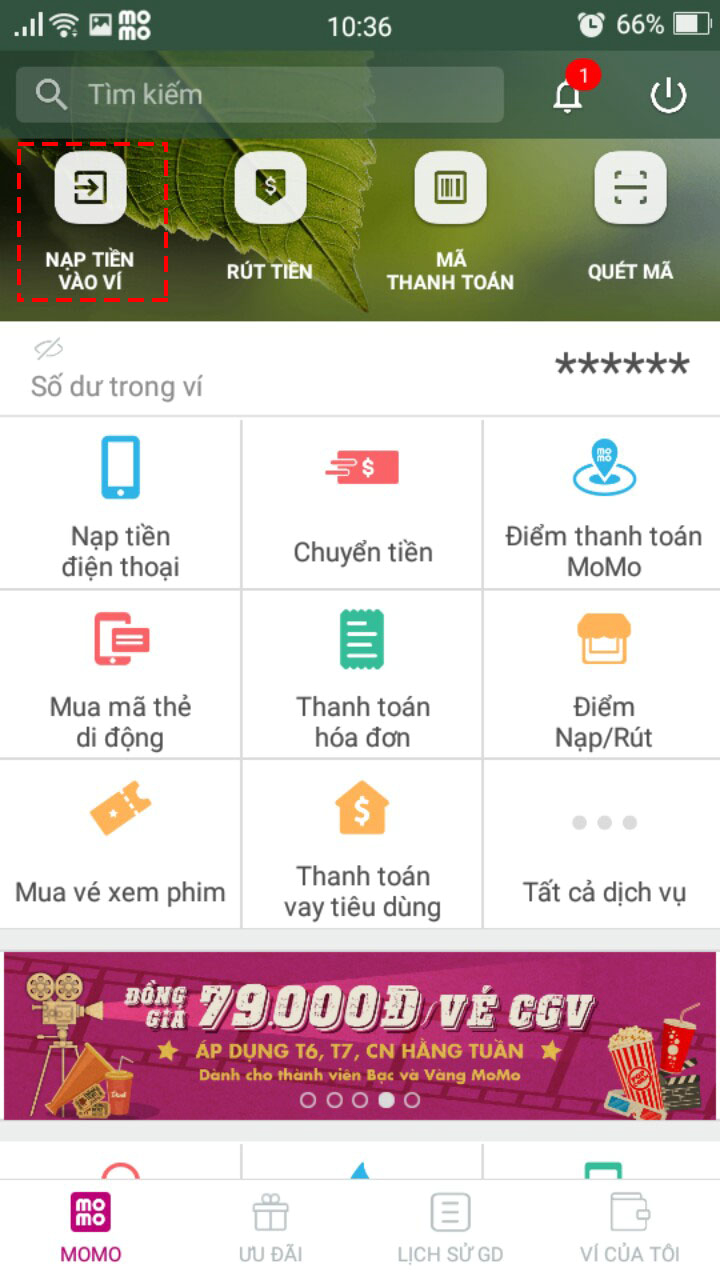 mo
mo
10:36
66%
Tìm kiếm
1
NẠP TIỀN
VÀO VÍ
RÚT TIỀN
MÃ
THANH TOÁN
QUÉT MÃ
Số dư trong ví
******
Nạp tiền
điện thoại
Chuyển tiền
mo
mo
Điểm thanh toán
MoMo
Mua mã thẻ
di động
Thanh toán
hóa đơn
Điểm
Nạp/Rút
Mua vé xem phim
Thanh toán
vay tiêu dùng
Tất cả dịch vụ
ĐỒNG
GIÁ
79.000Đ/VÉ CGV
ÁP DỤNG T6, T7, CN HẰNG TUẦN
Dành cho thành viên Bạc và Vàng MoMo
mo
mo
MOMO
ƯU ĐÃI
LỊCH SỬ GD
VÍ CỦA TÔI